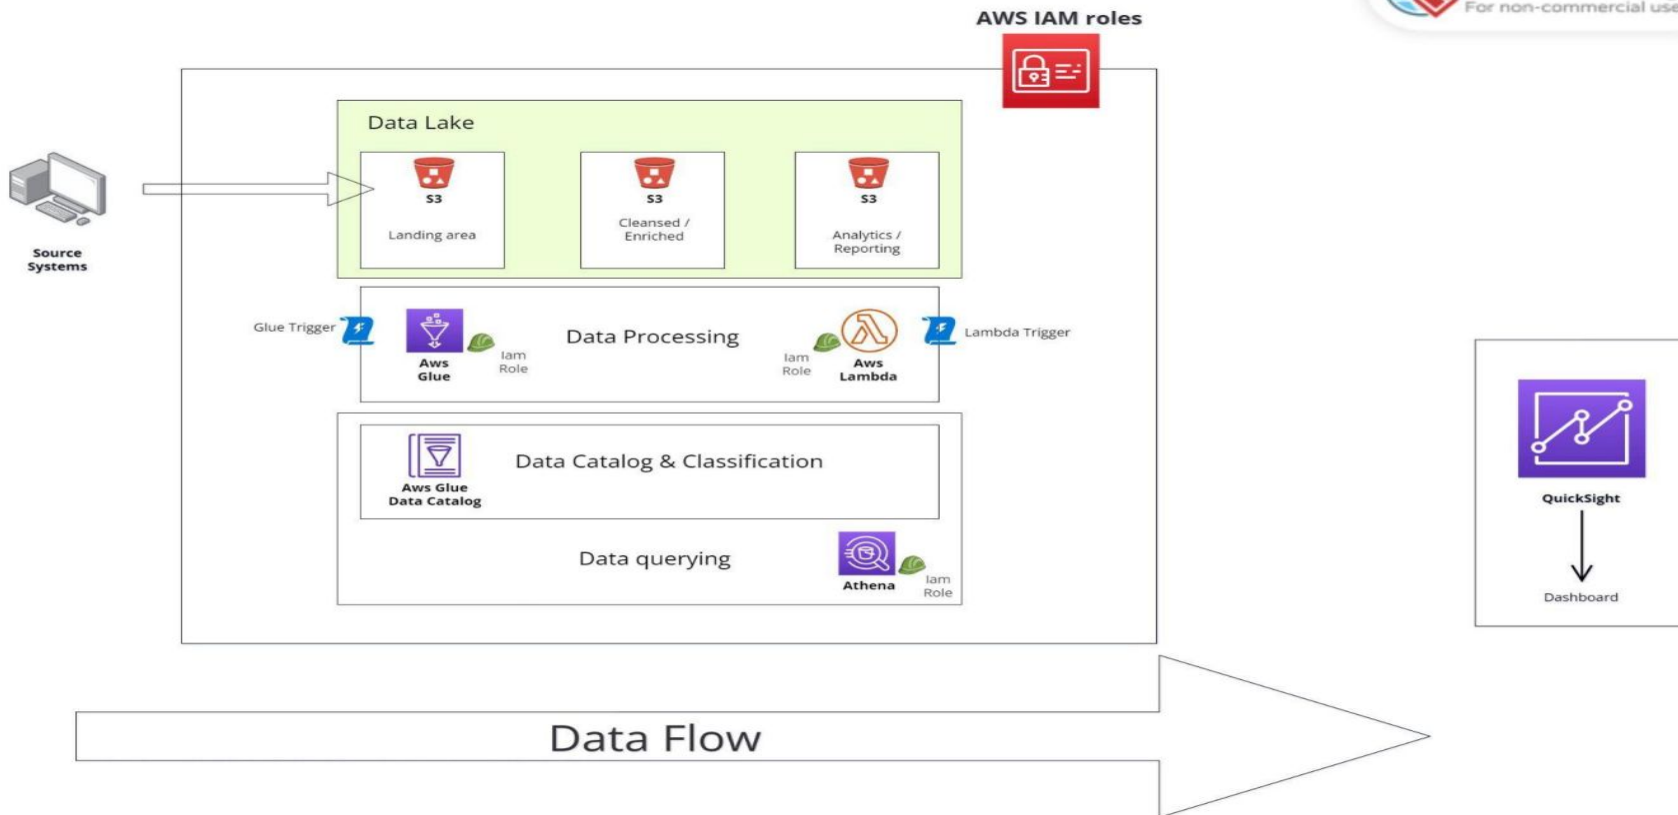 AWS IAM roles
For non-commercial use
Data Lake
S3
Landing area
S3
Cleansed /
Enriched
S3
Analytics /
Reporting
Source
Systems
Glue Trigger
Aws
Glue
Iam
Role
Data Processing
Iam
Role
Aws
Lambda
Lambda Trigger
Aws Glue
Data Catalog
Data Catalog & Classification
Data querying
Athena
Iam
Role
QuickSight
Dashboard
Data Flow